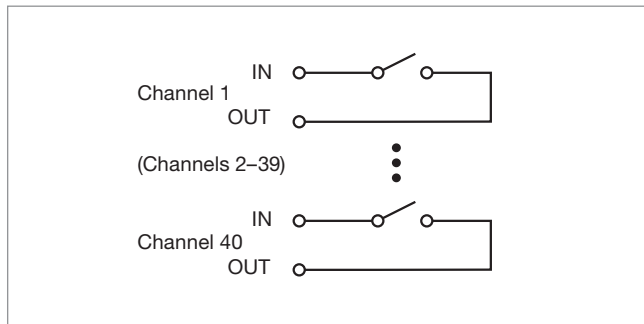 IN
Channel 1
OUT
(Channels 2–39)
IN
Channel 40
OUT